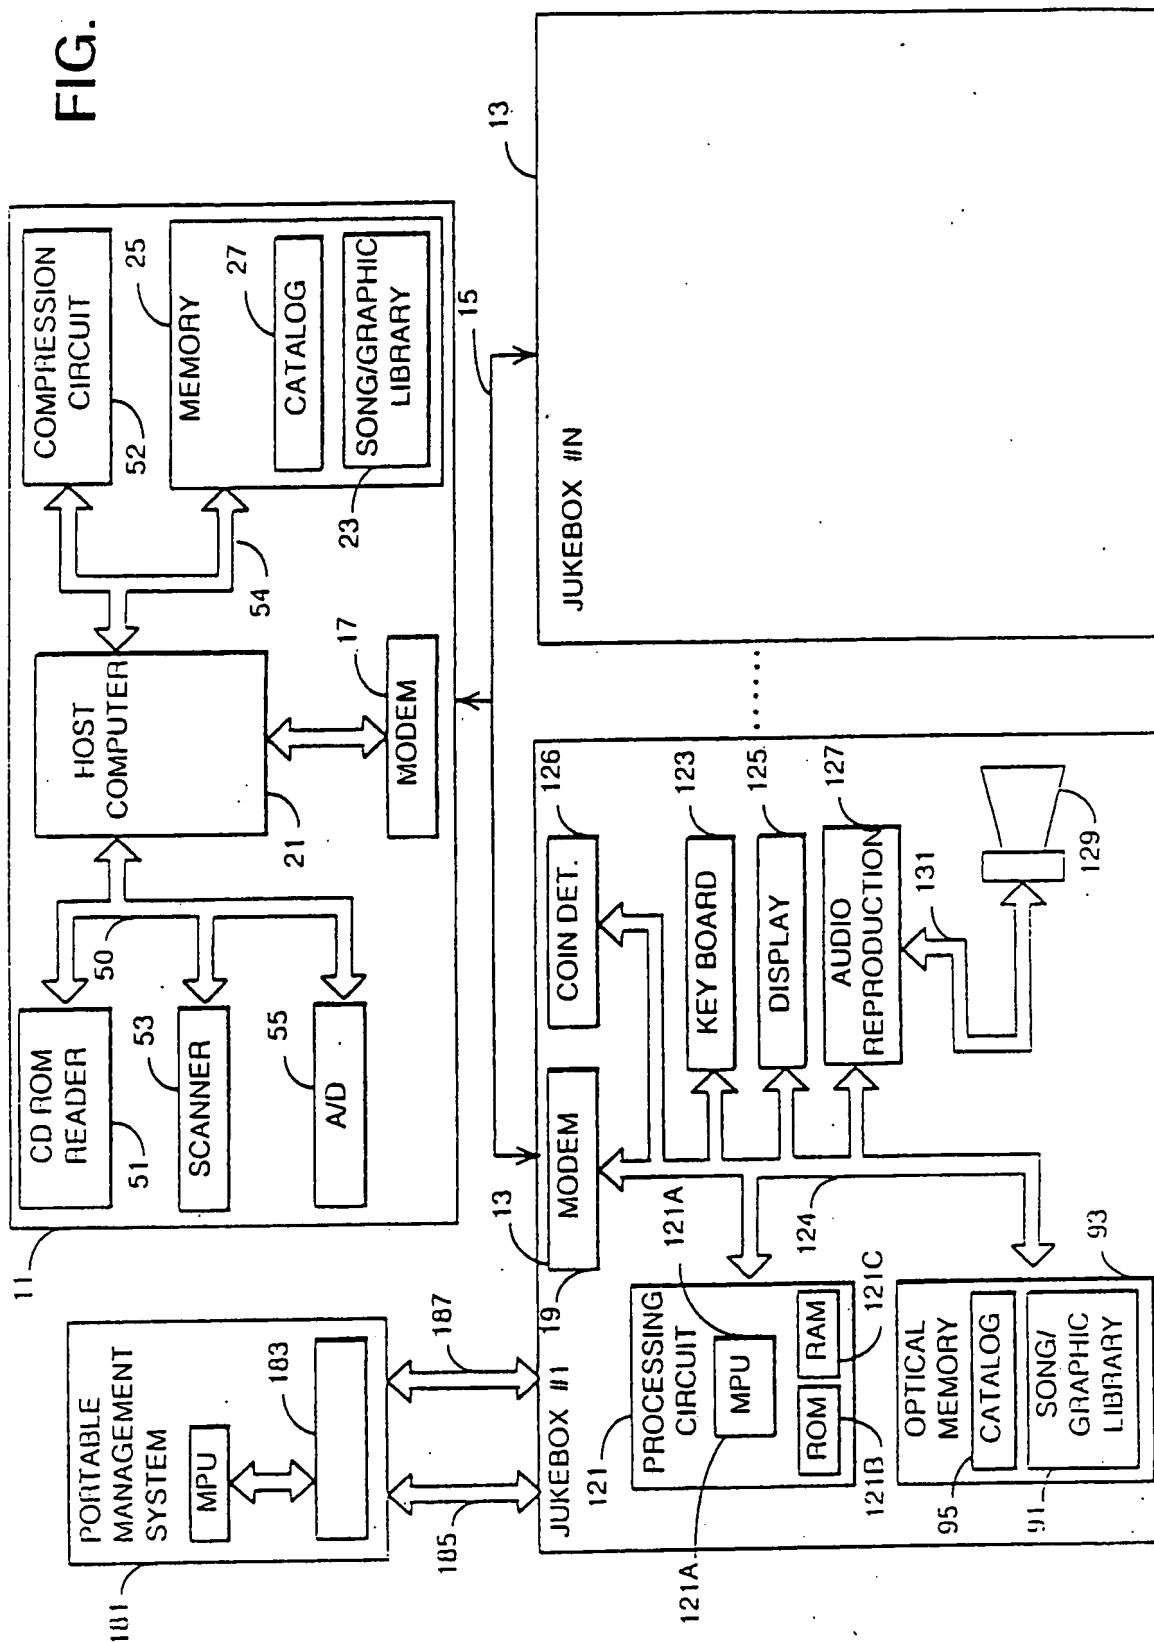 FIG.
11
CD ROM
READER
51
SCANNER
53
A/D
55
50
HOST
COMPUTER
21
MODEM
17
54
COMPRESSION
CIRCUIT
52
MEMORY
25
CATALOG
27
SONG/GRAPHIC
LIBRARY
23
15
PORTABLE
MANAGEMENT
SYSTEM
MPU
183
181
185
187
JUKEBOX #1
13
19
MODEM
COIN DET.
126
KEY BOARD
123
DISPLAY
125
AUDIO
REPRODUCTION
127
131
129
124
PROCESSING
CIRCUIT
121
MPU
121A
121A
ROM
121B
RAM
121C
OPTICAL
MEMORY
93
CATALOG
95
SONG/
GRAPHIC
LIBRARY
91
JUKEBOX #N
13